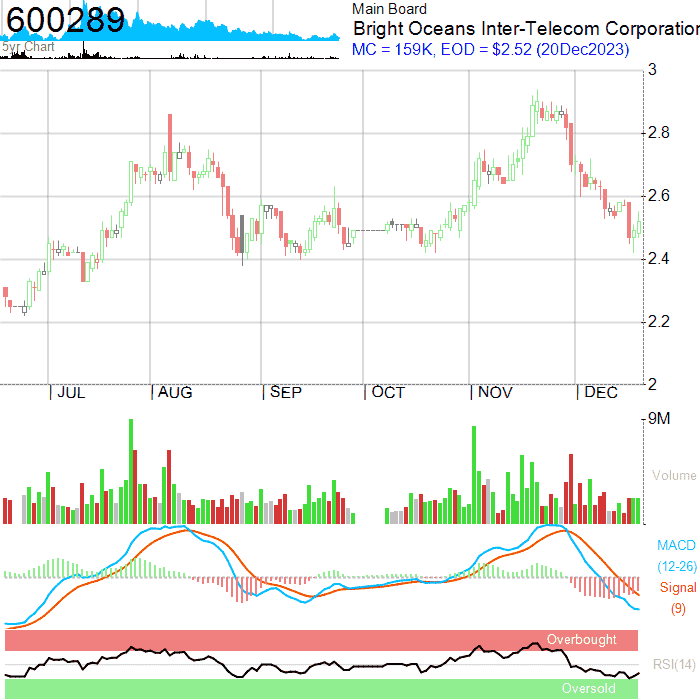 600289
5yr Chart
Main Board
Bright Oceans Inter-Telecom Corporation
MC = 159K, EOD = $2.52 (20Dec2023)
3
2.8
2.6
2.4
2.2
2
JUL AUG SEP OCT NOV DEC
9M
Volume
MACD
(12-26)
Signal
(9)
Overbought
RSI(14)
Oversold